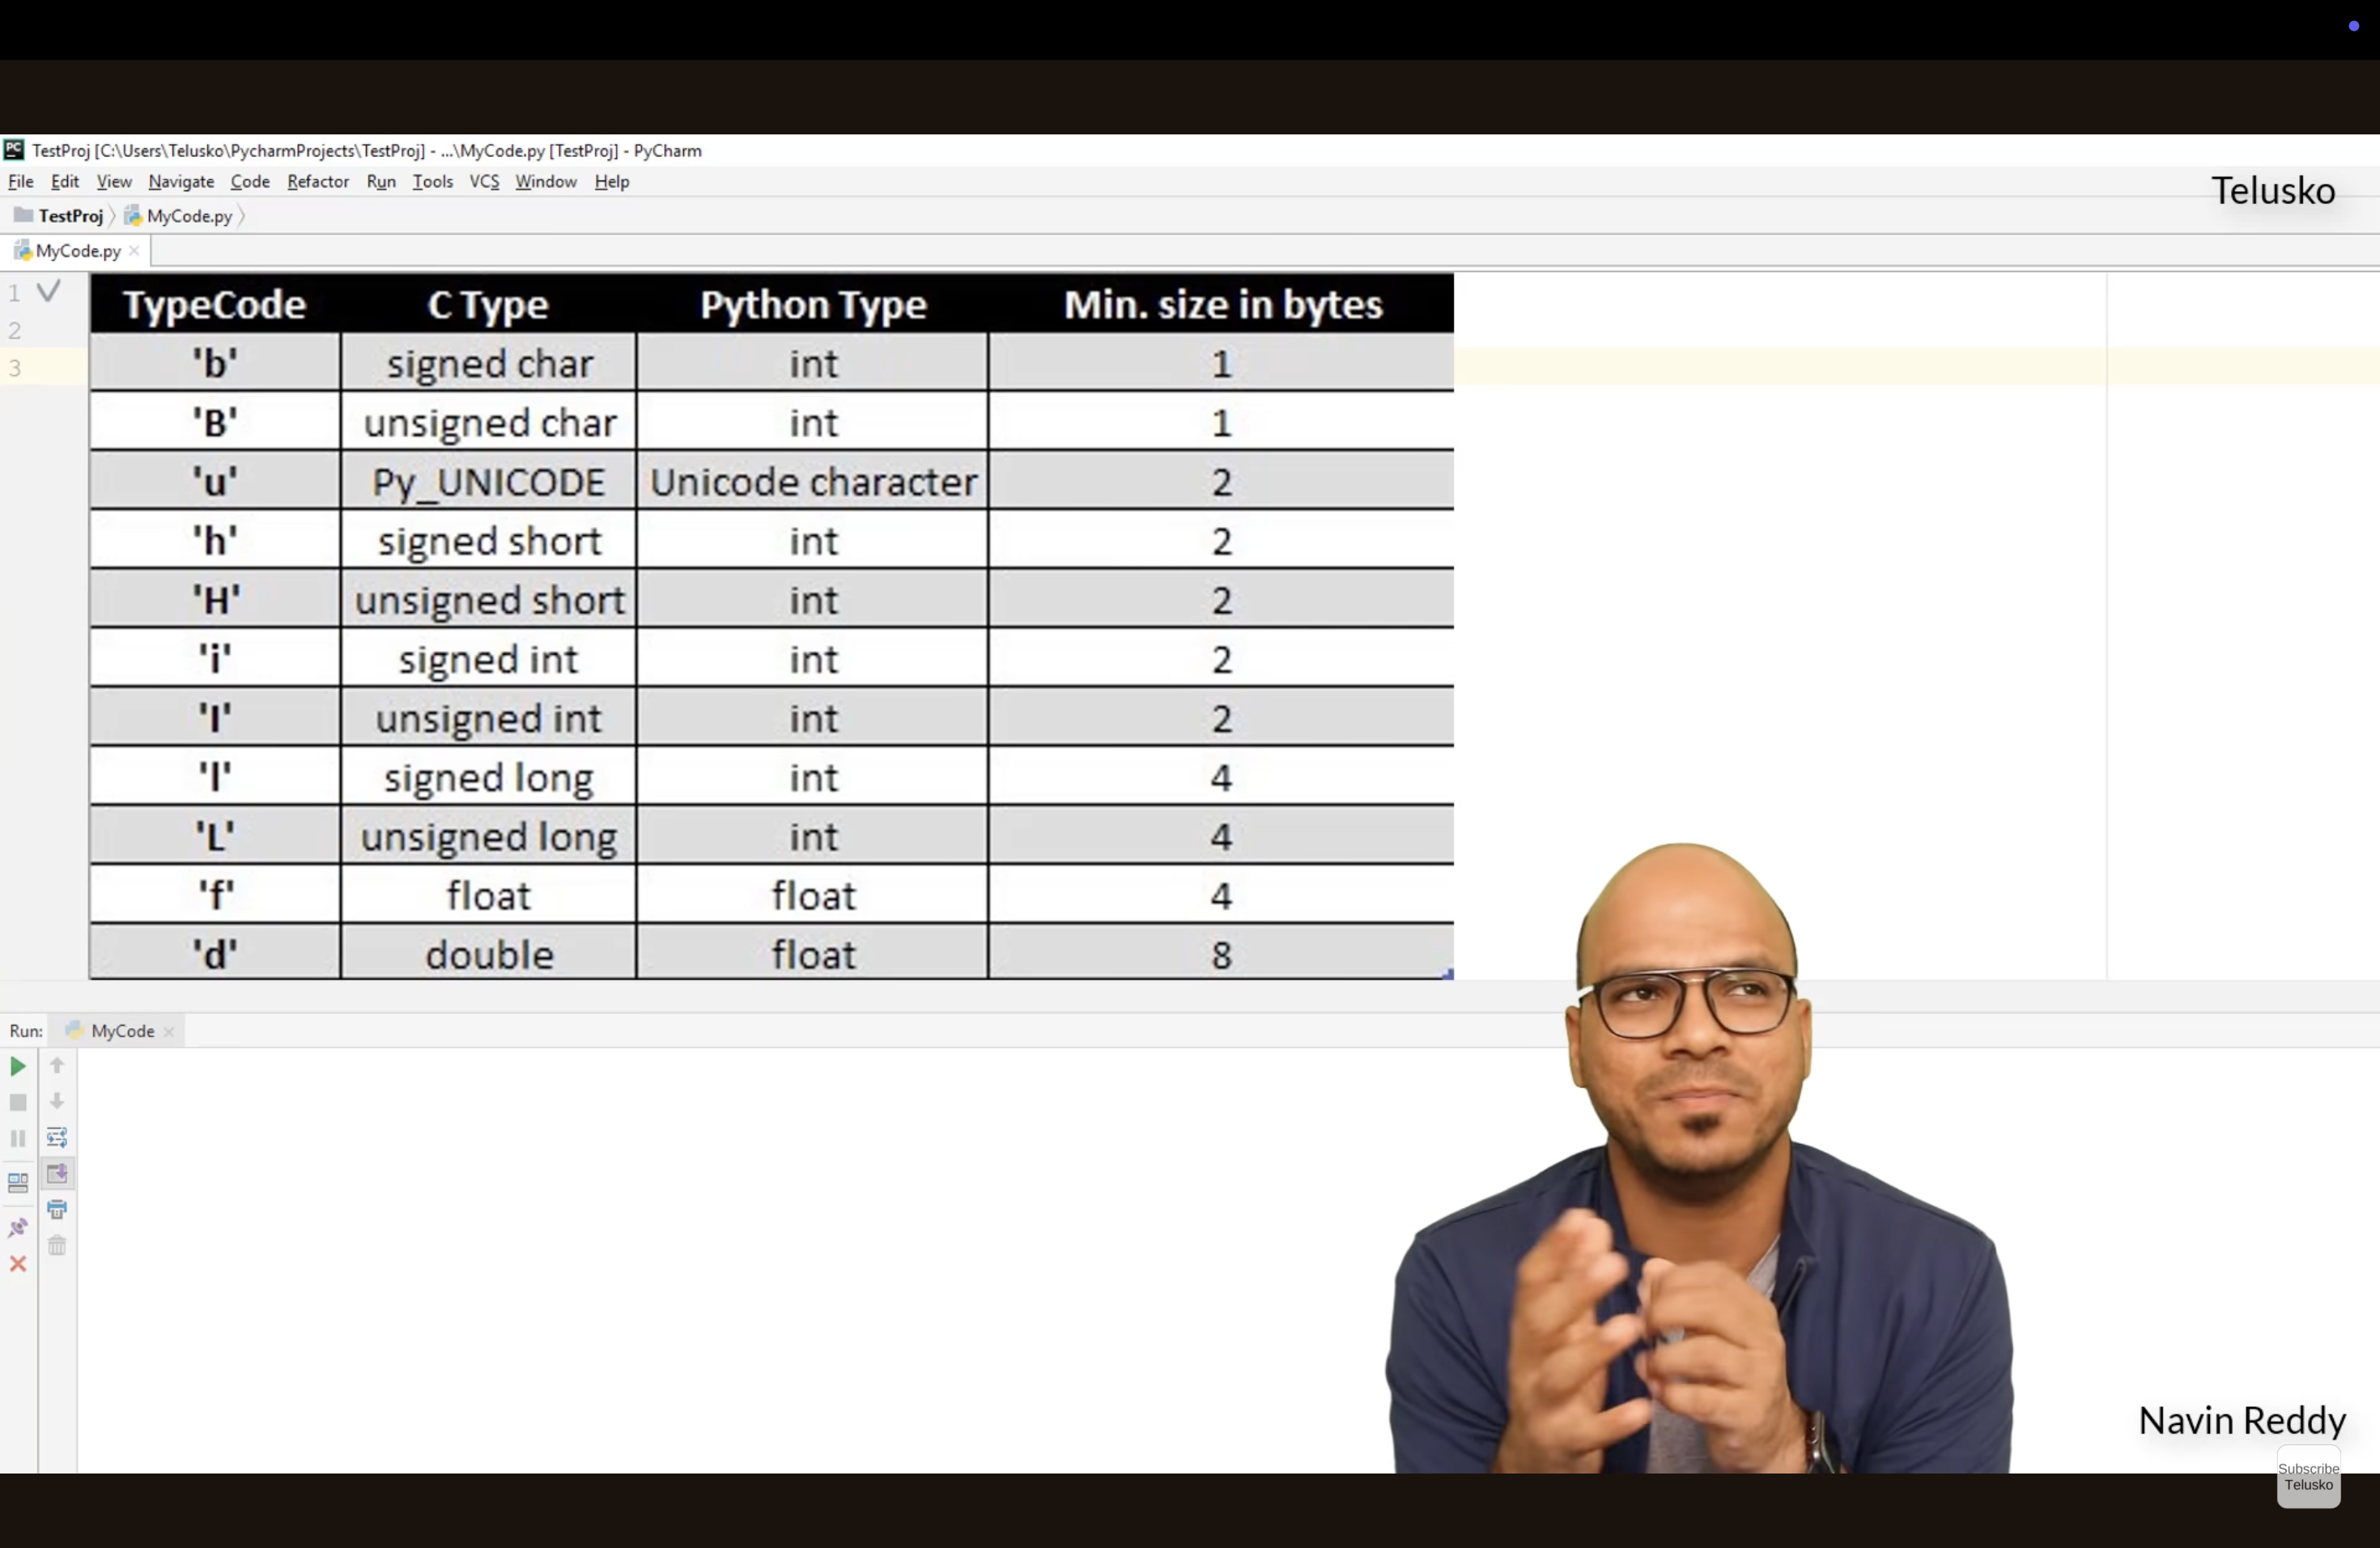 TestProj [C:\Users\Telusko\PycharmProjects\TestProj] - ...\MyCode.py [TestProj] - PyCharm
File Edit View Navigate Code Refactor Run Tools VCS Window Help
Telusko
TestProj MyCode.py
MyCode.py
1
2
3
TypeCode C Type Python Type Min. size in bytes
'b' signed char int 1
'B' unsigned char int 1
'u' Py_UNICODE Unicode character 2
'h' signed short int 2
'H' unsigned short int 2
'i' signed int int 2
'I' unsigned int int 2
'l' signed long int 4
'L' unsigned long int 4
'f' float float 4
'd' double float 8
Run: MyCode
Navin Reddy
Subscribe
Telusko